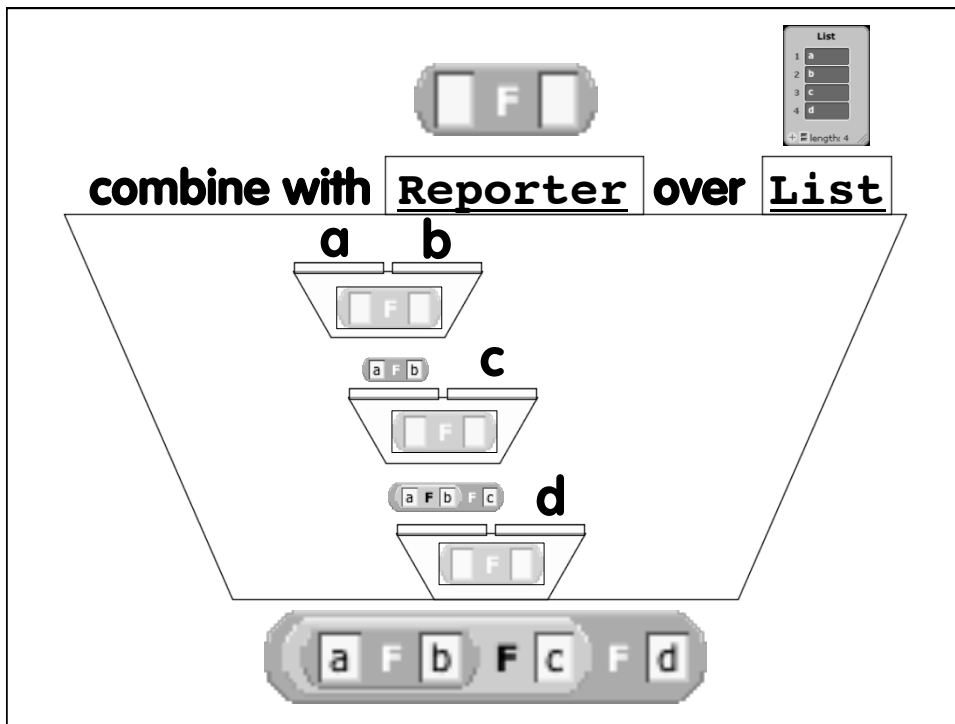 List
1 a
2 b
3 c
4 d
+ length: 4
F
combine with Reporter over List
a b
F
a F b
c
F
a F b F c
d
F
a F b F c F d